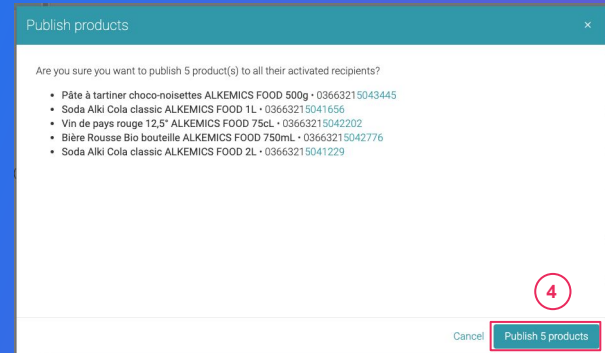 Publish products ×
Are you sure you want to publish 5 product(s) to all their activated recipients?
• Pâte à tartiner choco-noisettes ALKEMICS FOOD 500g • 03663215043445
• Soda Alki Cola classic ALKEMICS FOOD 1L • 03663215041656
• Vin de pays rouge 12,5° ALKEMICS FOOD 75cL • 03663215042202
• Bière Rousse Bio bouteille ALKEMICS FOOD 750mL • 03663215042776
• Soda Alki Cola classic ALKEMICS FOOD 2L • 03663215041229
4
Cancel Publish 5 products